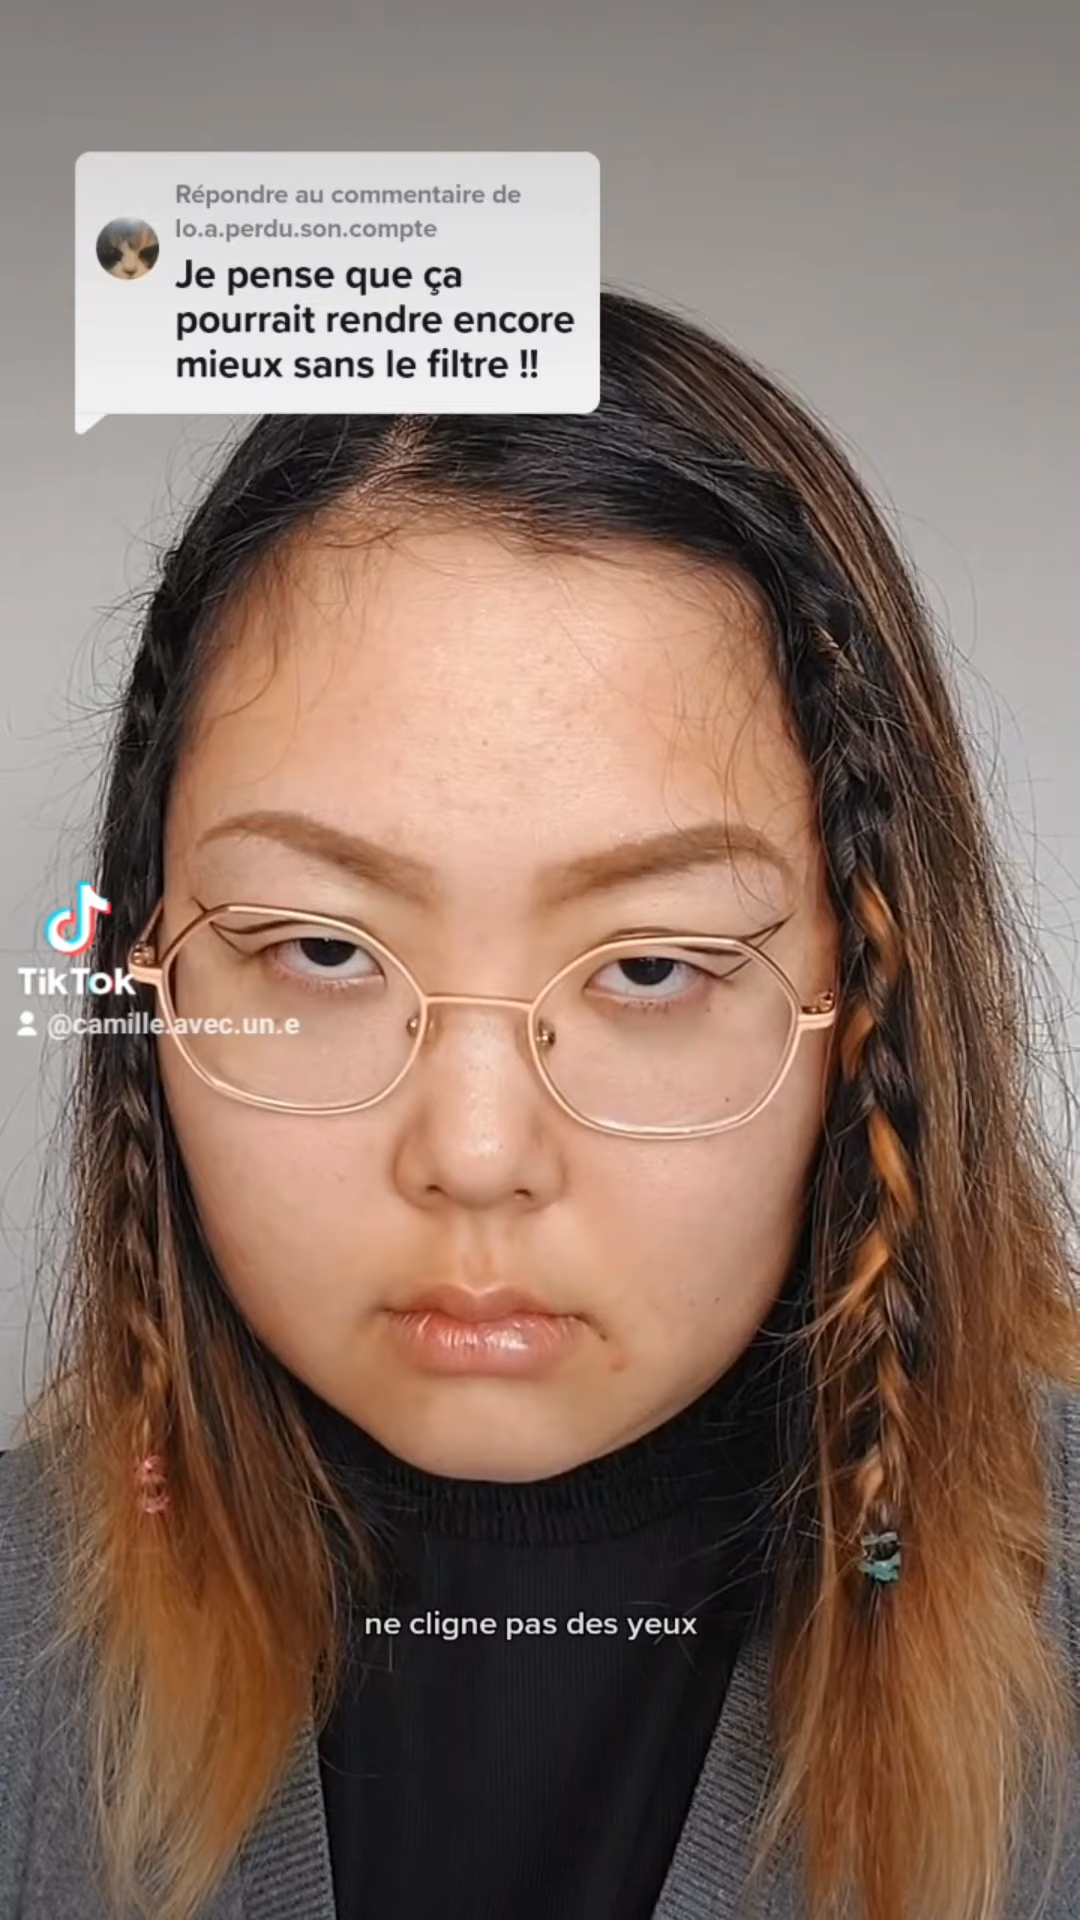 Répondre au commentaire de
lo.a.perdu.son.compte
Je pense que ça
pourrait rendre encore
mieux sans le filtre !!
TikTok
@camille.avec.un.e
ne cligne pas des yeux